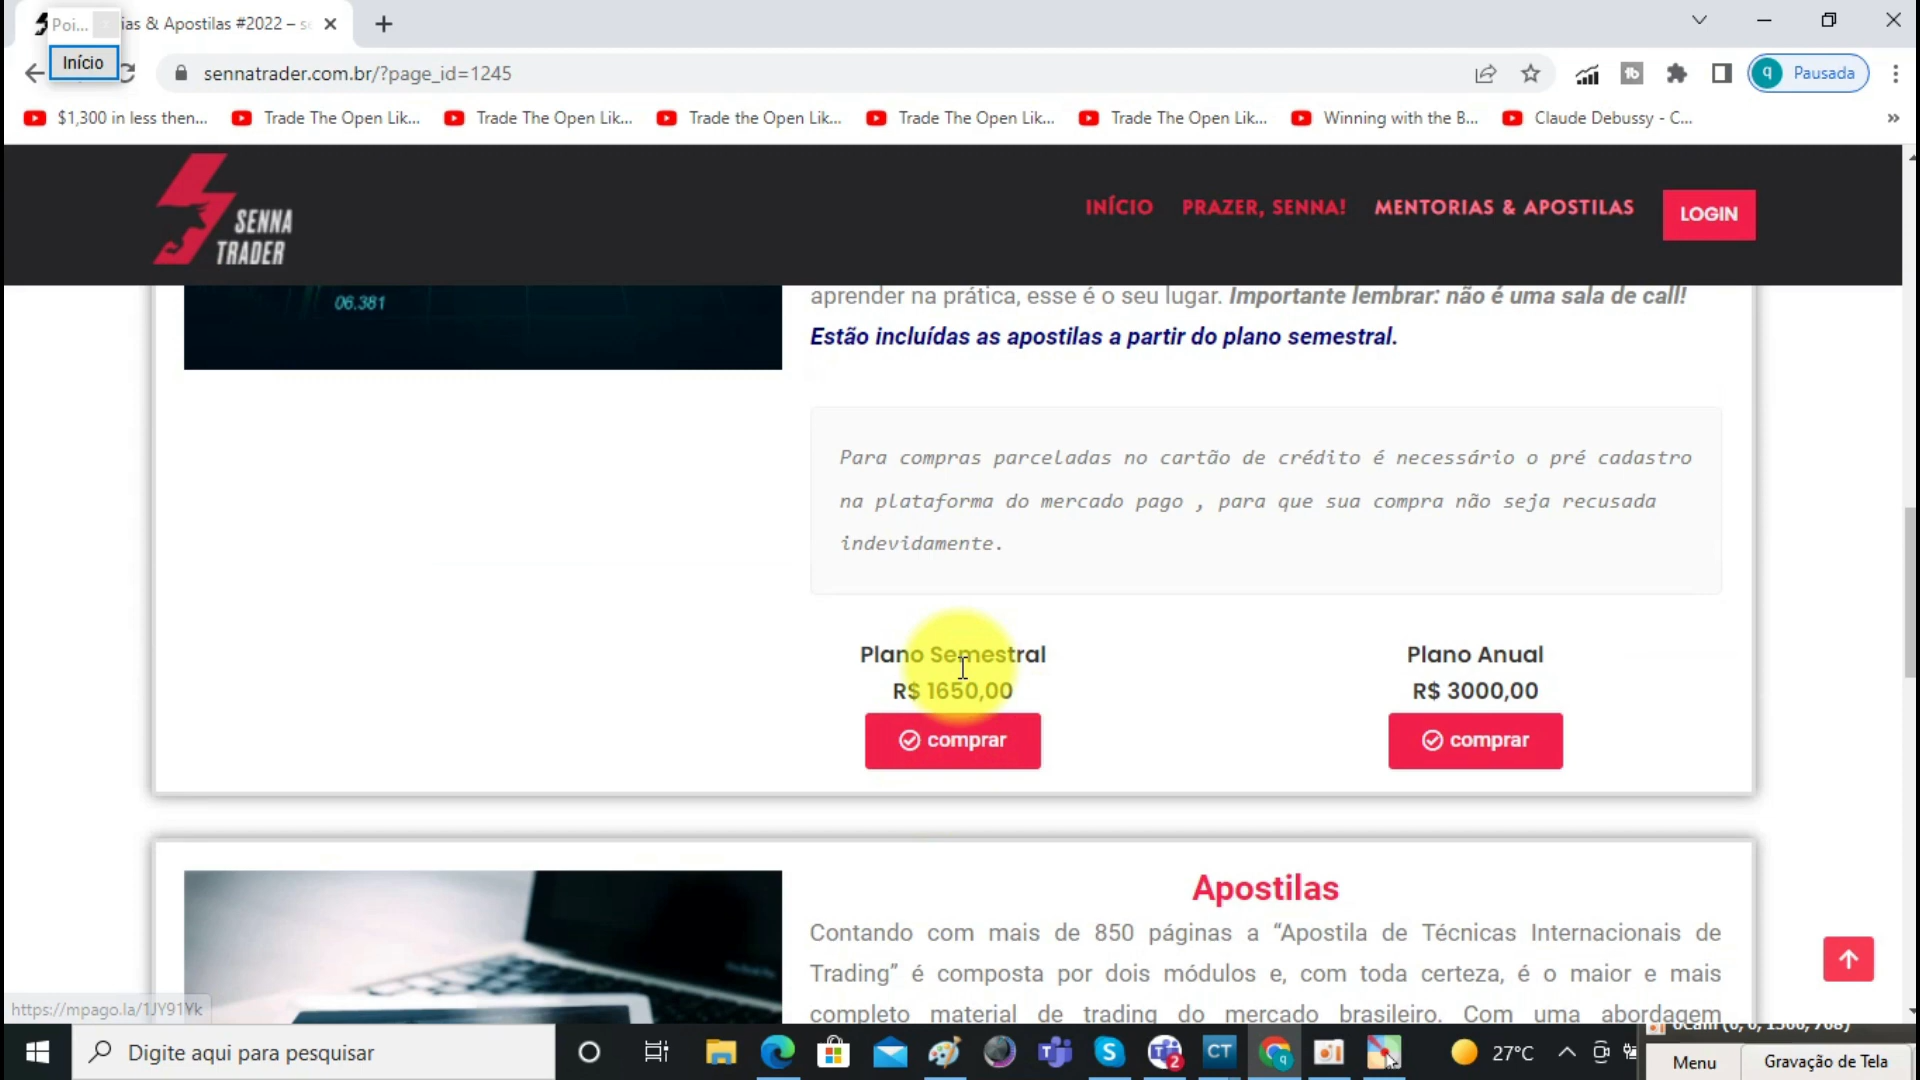 Poi...
ias & Apostilas #2022 – s
Início
sennatrader.com.br/?page_id=1245
q Pausada
$1,300 in less then...
Trade The Open Lik...
Trade The Open Lik...
Trade the Open Lik...
Trade The Open Lik...
Trade The Open Lik...
Winning with the B...
Claude Debussy - C...
SENNA
TRADER
INÍCIO
PRAZER, SENNA!
MENTORIAS & APOSTILAS
LOGIN
06.381
aprender na prática, esse é o seu lugar. Importante lembrar: não é uma sala de call!
Estão incluídas as apostilas a partir do plano semestral.
Para compras parceladas no cartão de crédito é necessário o pré cadastro
na plataforma do mercado pago , para que sua compra não seja recusada
indevidamente.
Plano Semestral
R$ 1650,00
comprar
Plano Anual
R$ 3000,00
comprar
Apostilas
Contando com mais de 850 páginas a “Apostila de Técnicas Internacionais de
Trading” é composta por dois módulos e, com toda certeza, é o maior e mais
completo material de trading do mercado brasileiro. Com uma abordagem
https://mpago.la/1JY91Yk
Digite aqui para pesquisar
2
CT
q
27°C
oCam (0, 0, 1366, 768)
Menu
Gravação de Tela